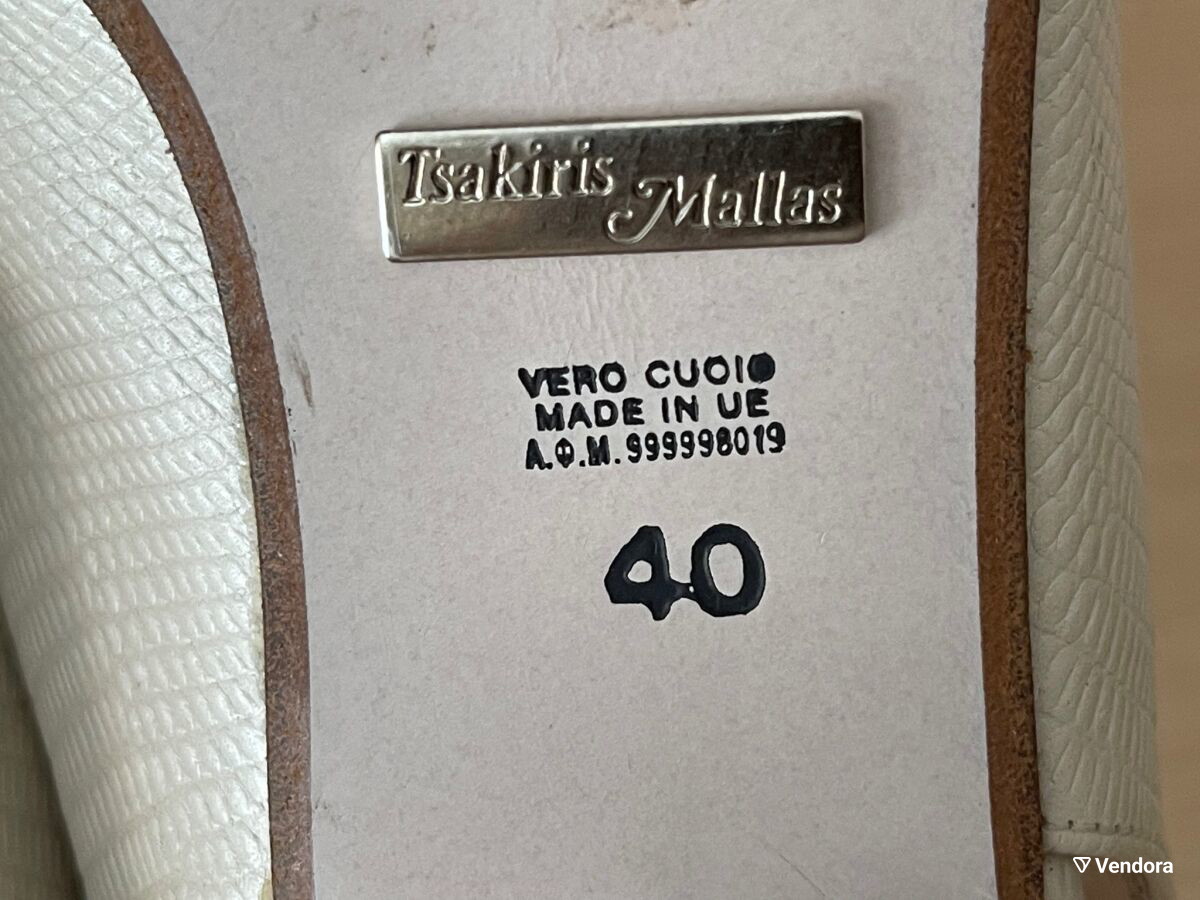 Tsakiris Mallas
VERO CUOIO
MADE IN UE
Α.Φ.Μ.999998019
40
Vendora